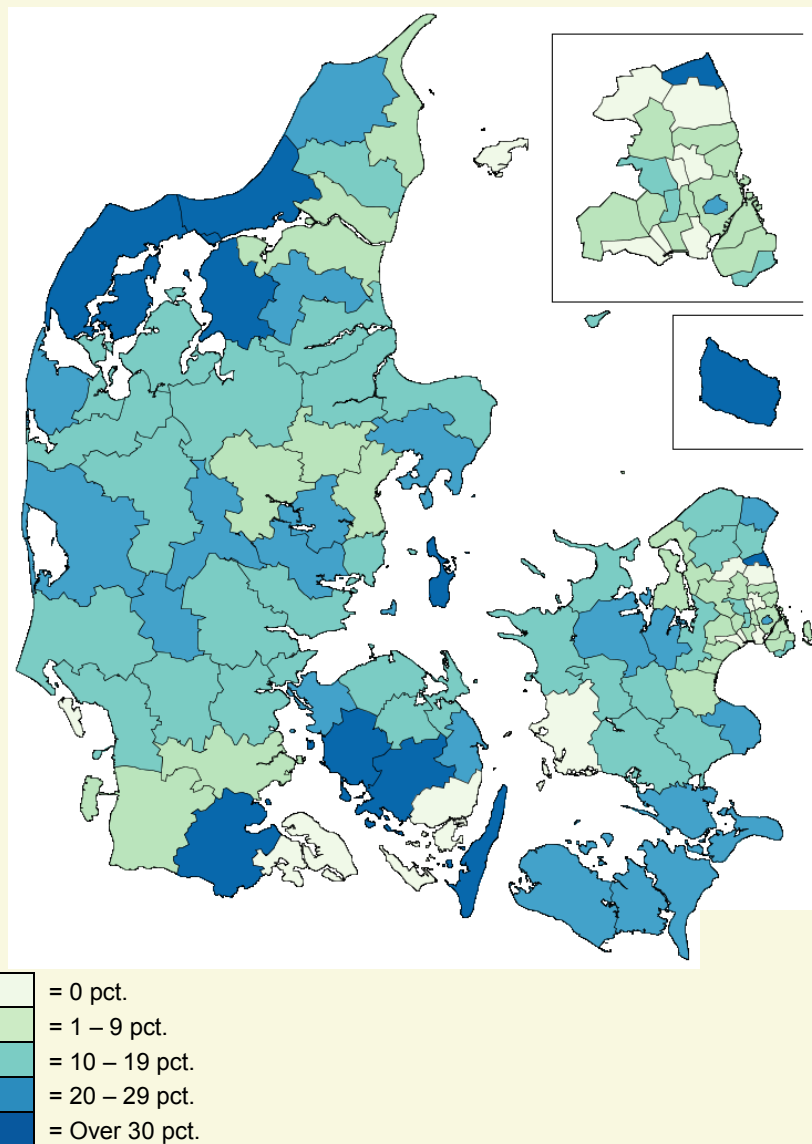 = 0 pct.
= 1 – 9 pct.
= 10 – 19 pct.
= 20 – 29 pct.
= Over 30 pct.